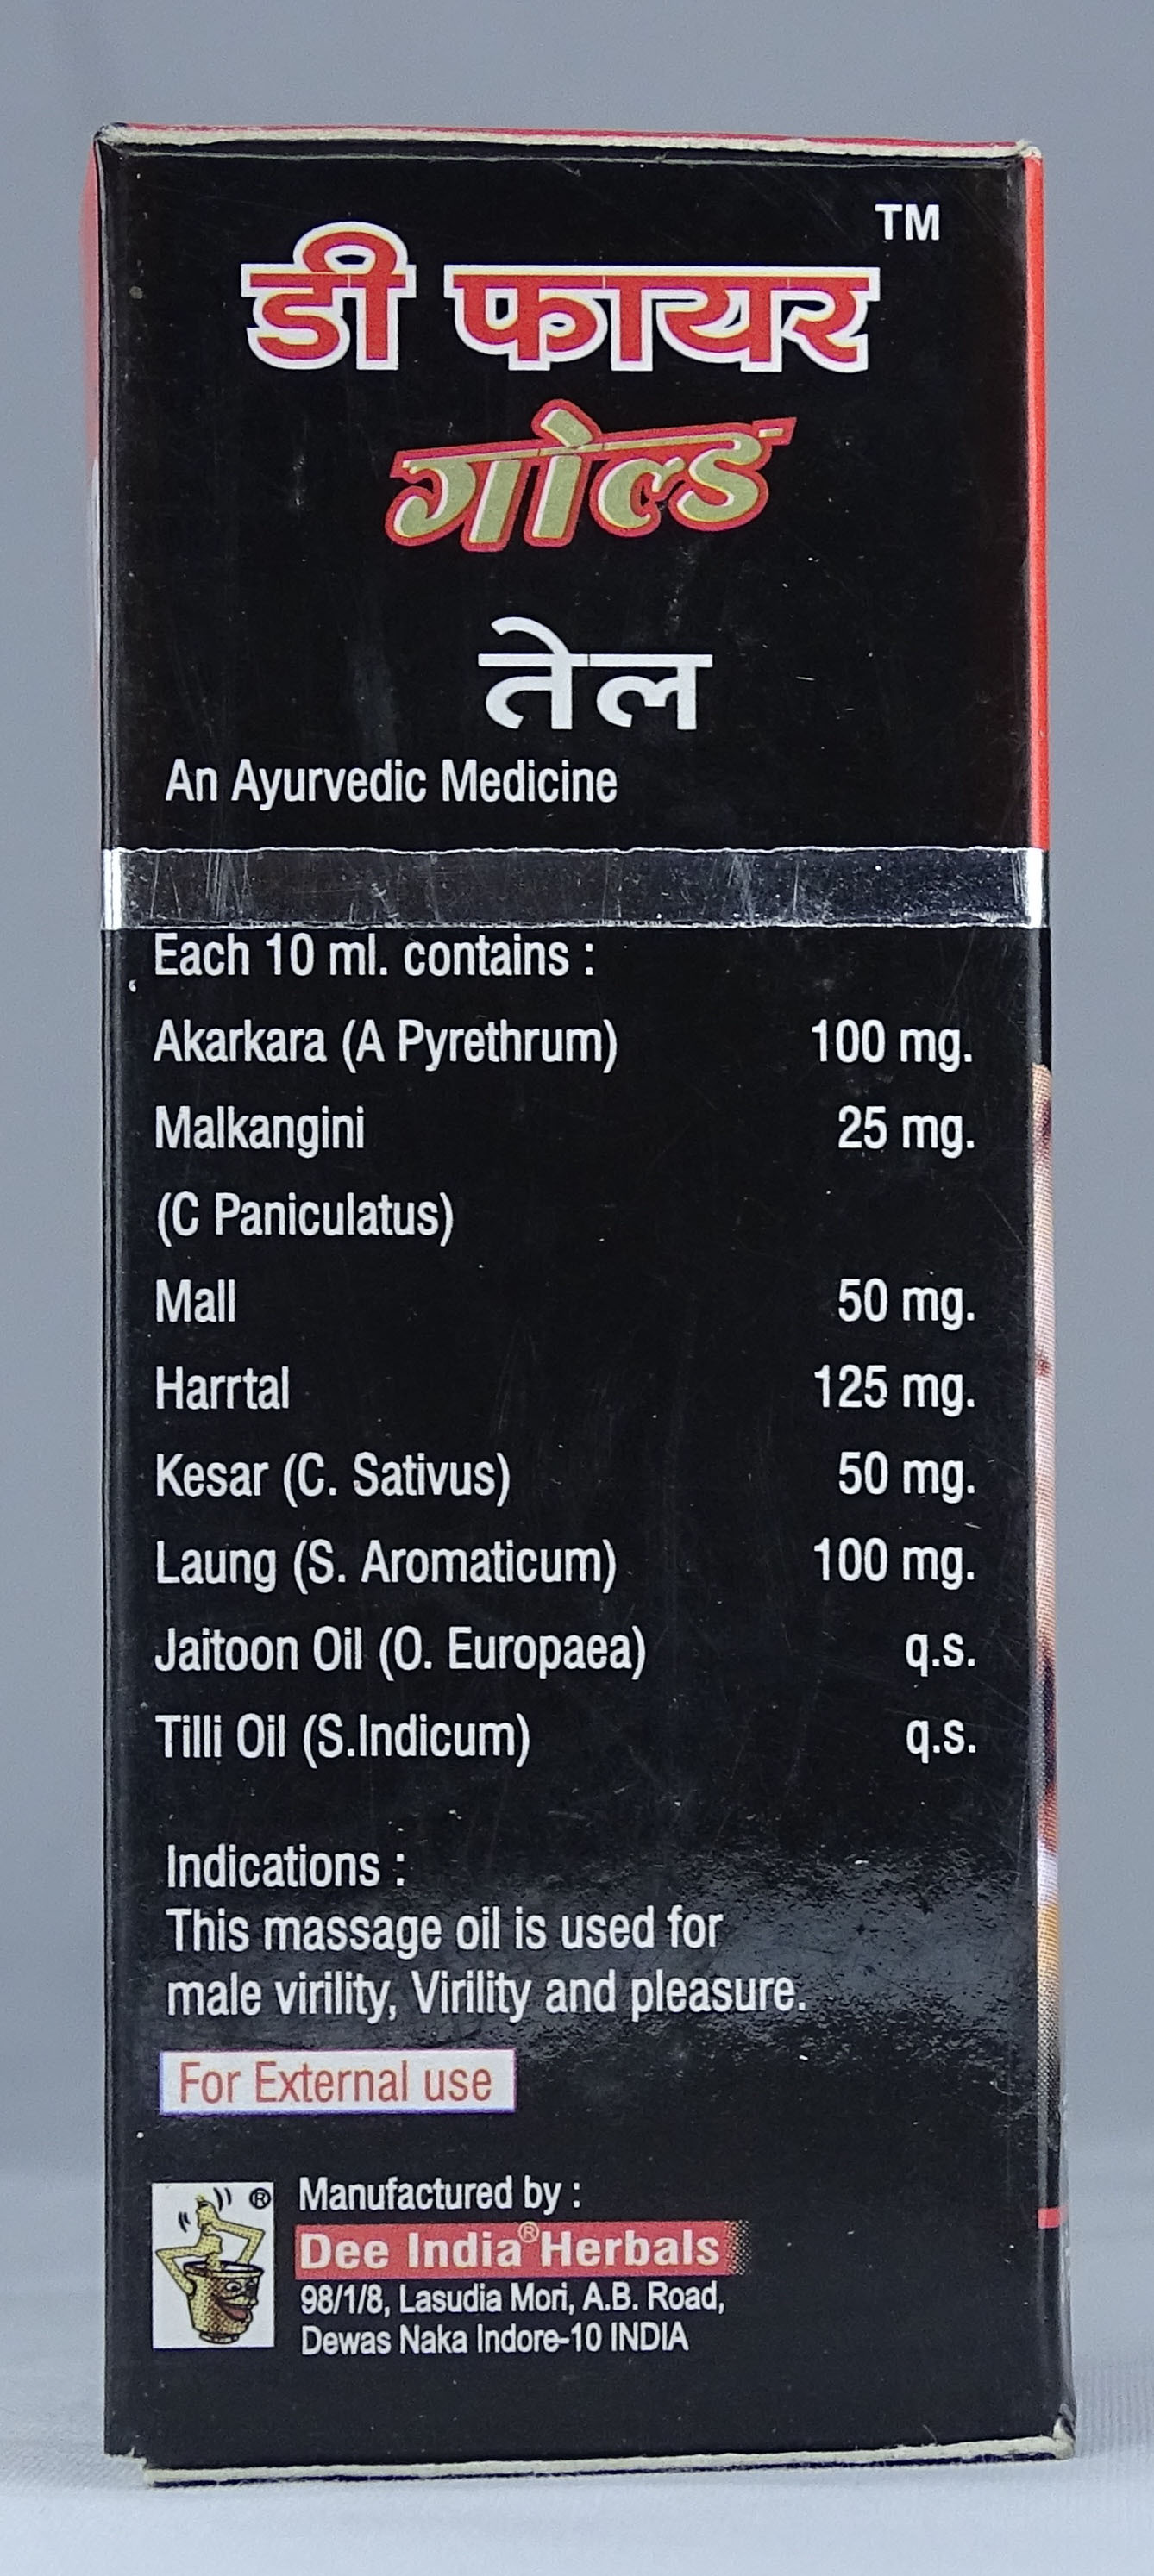 TM
डी फायर
गोल्ड
तेल
An Ayurvedic Medicine
Each 10 ml. contains :
Akarkara (A Pyrethrum) 100 mg.
Malkangini 25 mg.
(C Paniculatus)
Mall 50 mg.
Harrtal 125 mg.
Kesar (C. Sativus) 50 mg.
Laung (S. Aromaticum) 100 mg.
Jaitoon Oil (O. Europaea) q.s.
Tilli Oil (S.Indicum) q.s.
Indications :
This massage oil is used for
male virility, Virility and pleasure.
For External use
®
Manufactured by :
Dee India® Herbals
98/1/8, Lasudia Mori, A.B. Road,
Dewas Naka Indore-10 INDIA